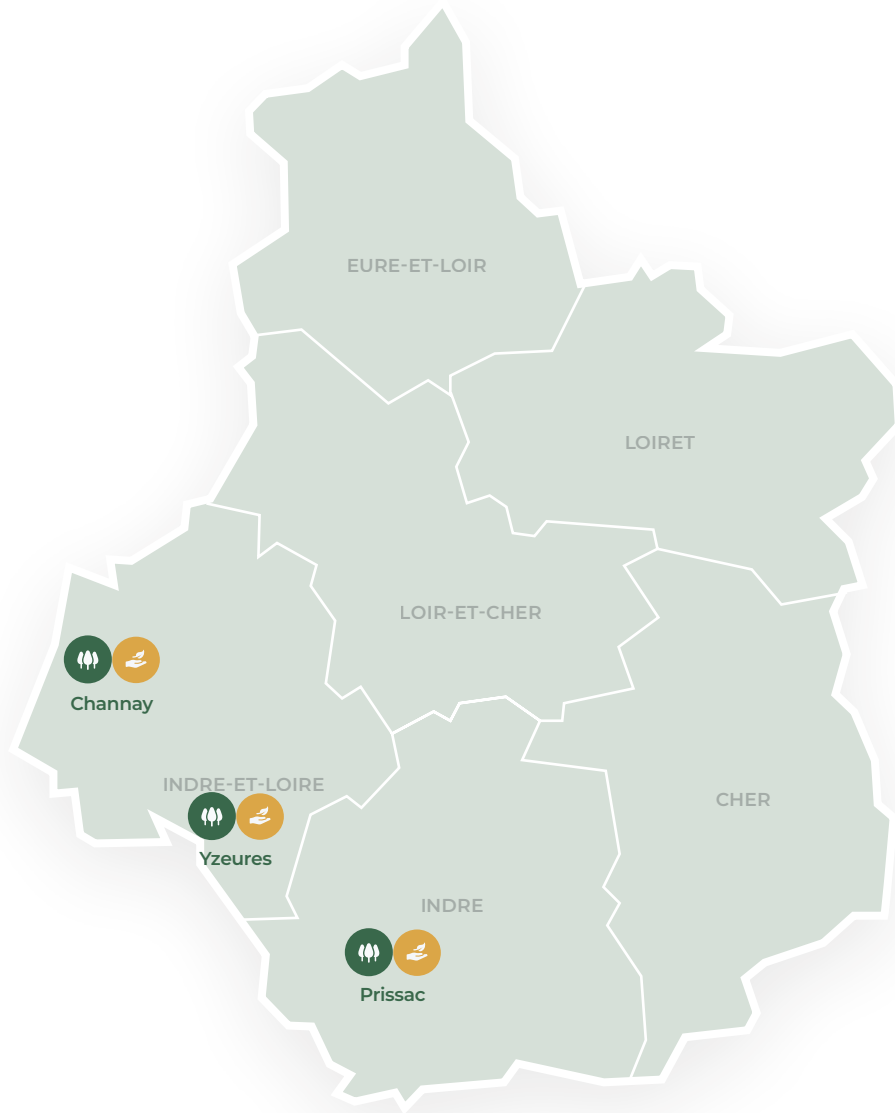 EURE-ET-LOIR
LOIRET
LOIR-ET-CHER
Channay
INDRE-ET-LOIRE
CHER
Yzeures
INDRE
Prissac